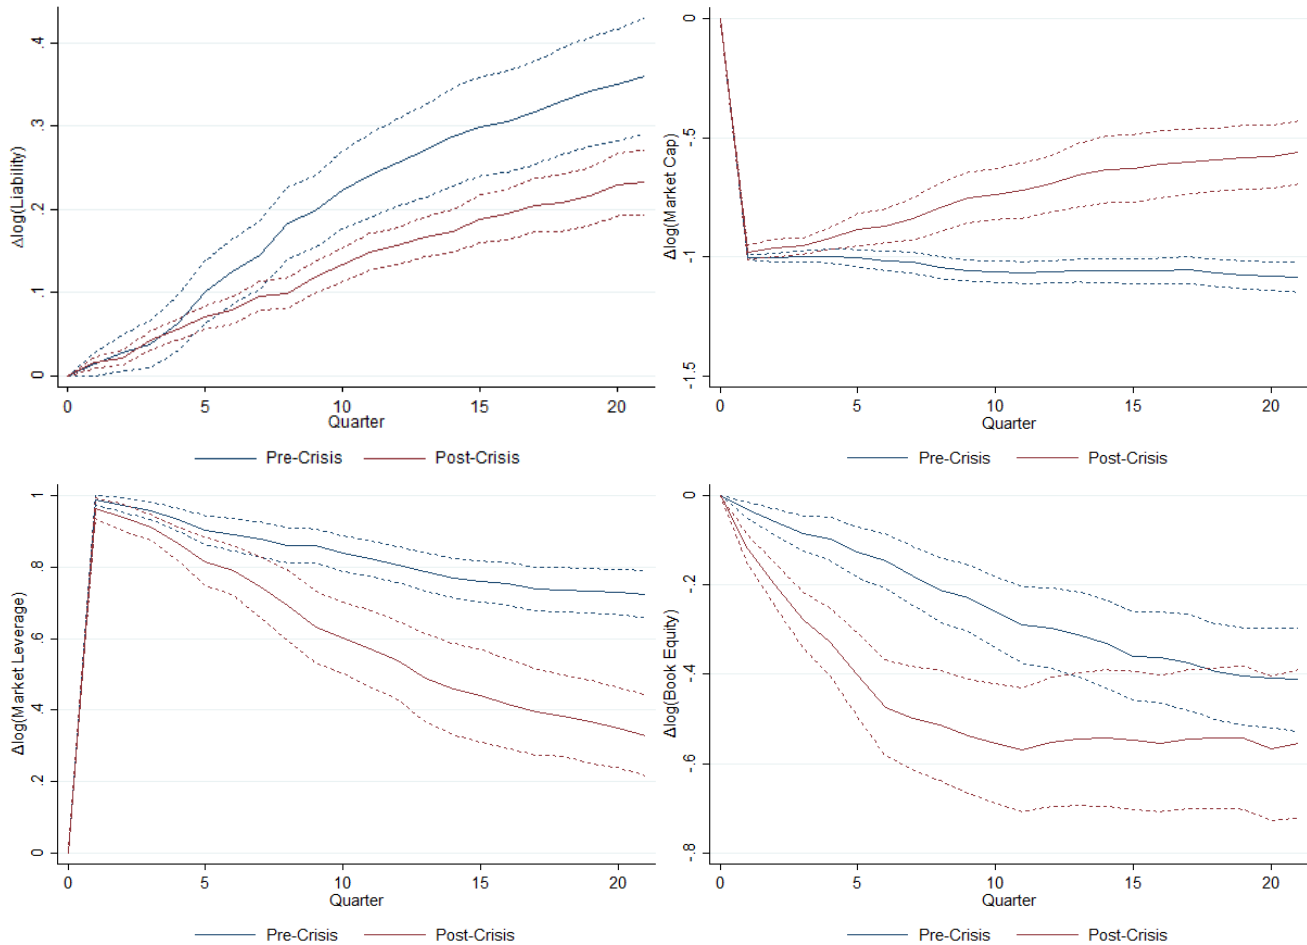 Δlog(Liability)
.4
.3
.2
.1
0
0 5 10 15 20
Quarter
Pre-Crisis Post-Crisis
Δlog(Market Cap)
0
-.5
-1
-1.5
0 5 10 15 20
Quarter
Pre-Crisis Post-Crisis
Δlog(Market Leverage)
1
.8
.6
.4
.2
0
0 5 10 15 20
Quarter
Pre-Crisis Post-Crisis
Δlog(Book Equity)
0
-.2
-.4
-.6
-.8
0 5 10 15 20
Quarter
Pre-Crisis Post-Crisis